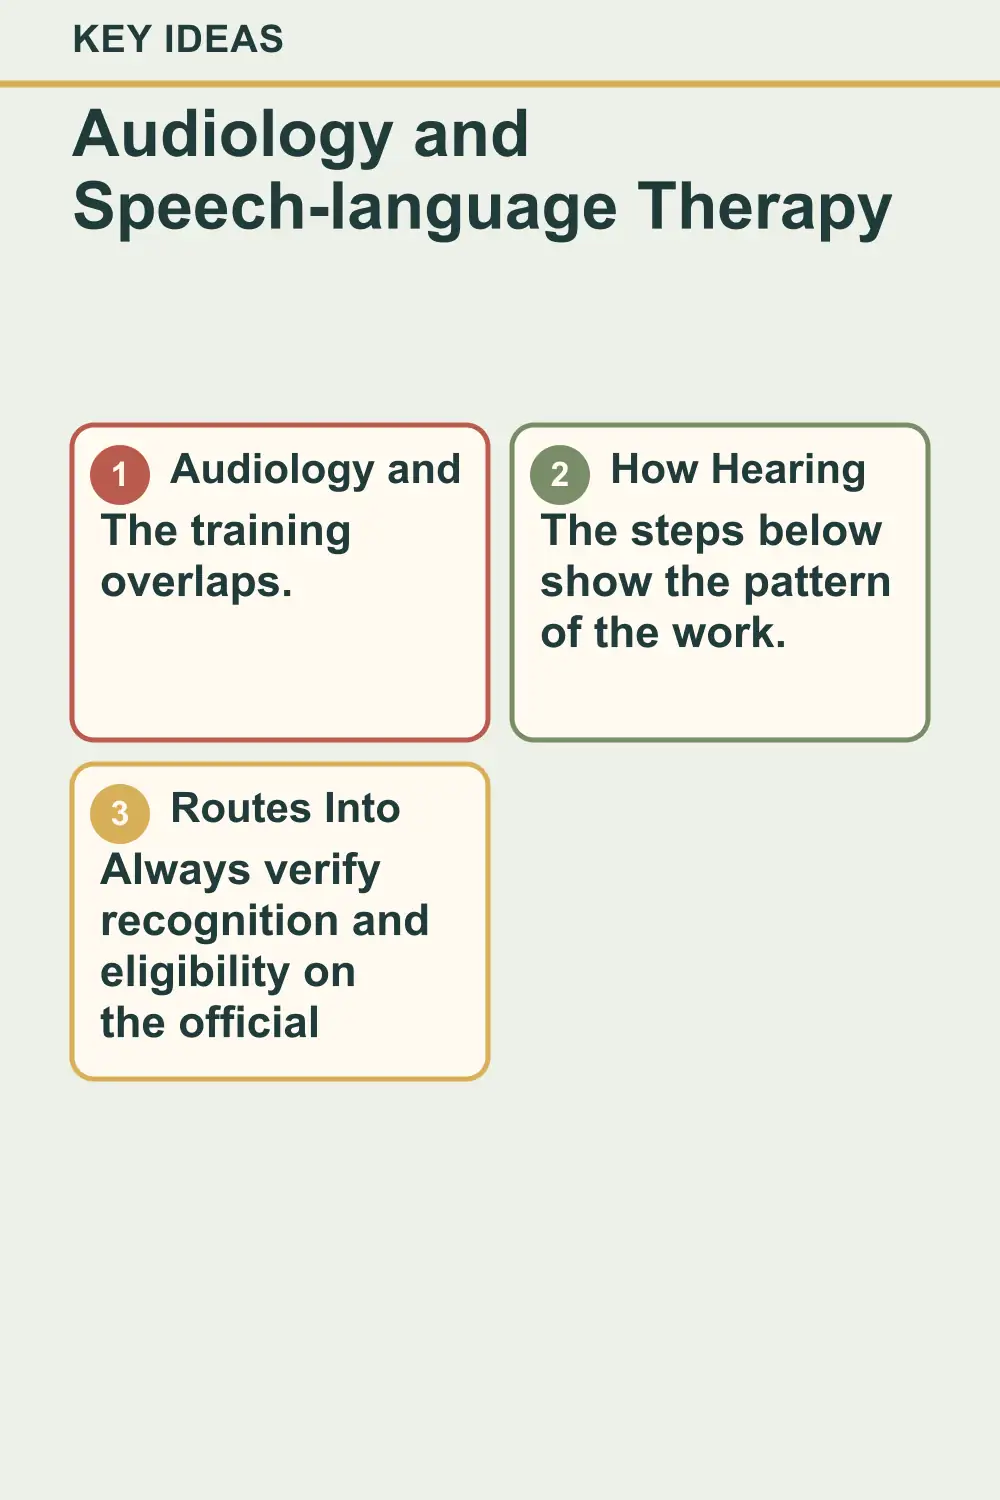 KEY IDEAS
Audiology and
Speech-language Therapy
1 Audiology and
The training
overlaps.
2 How Hearing
The steps below
show the pattern
of the work.
3 Routes Into
Always verify
recognition and
eligibility on
the official